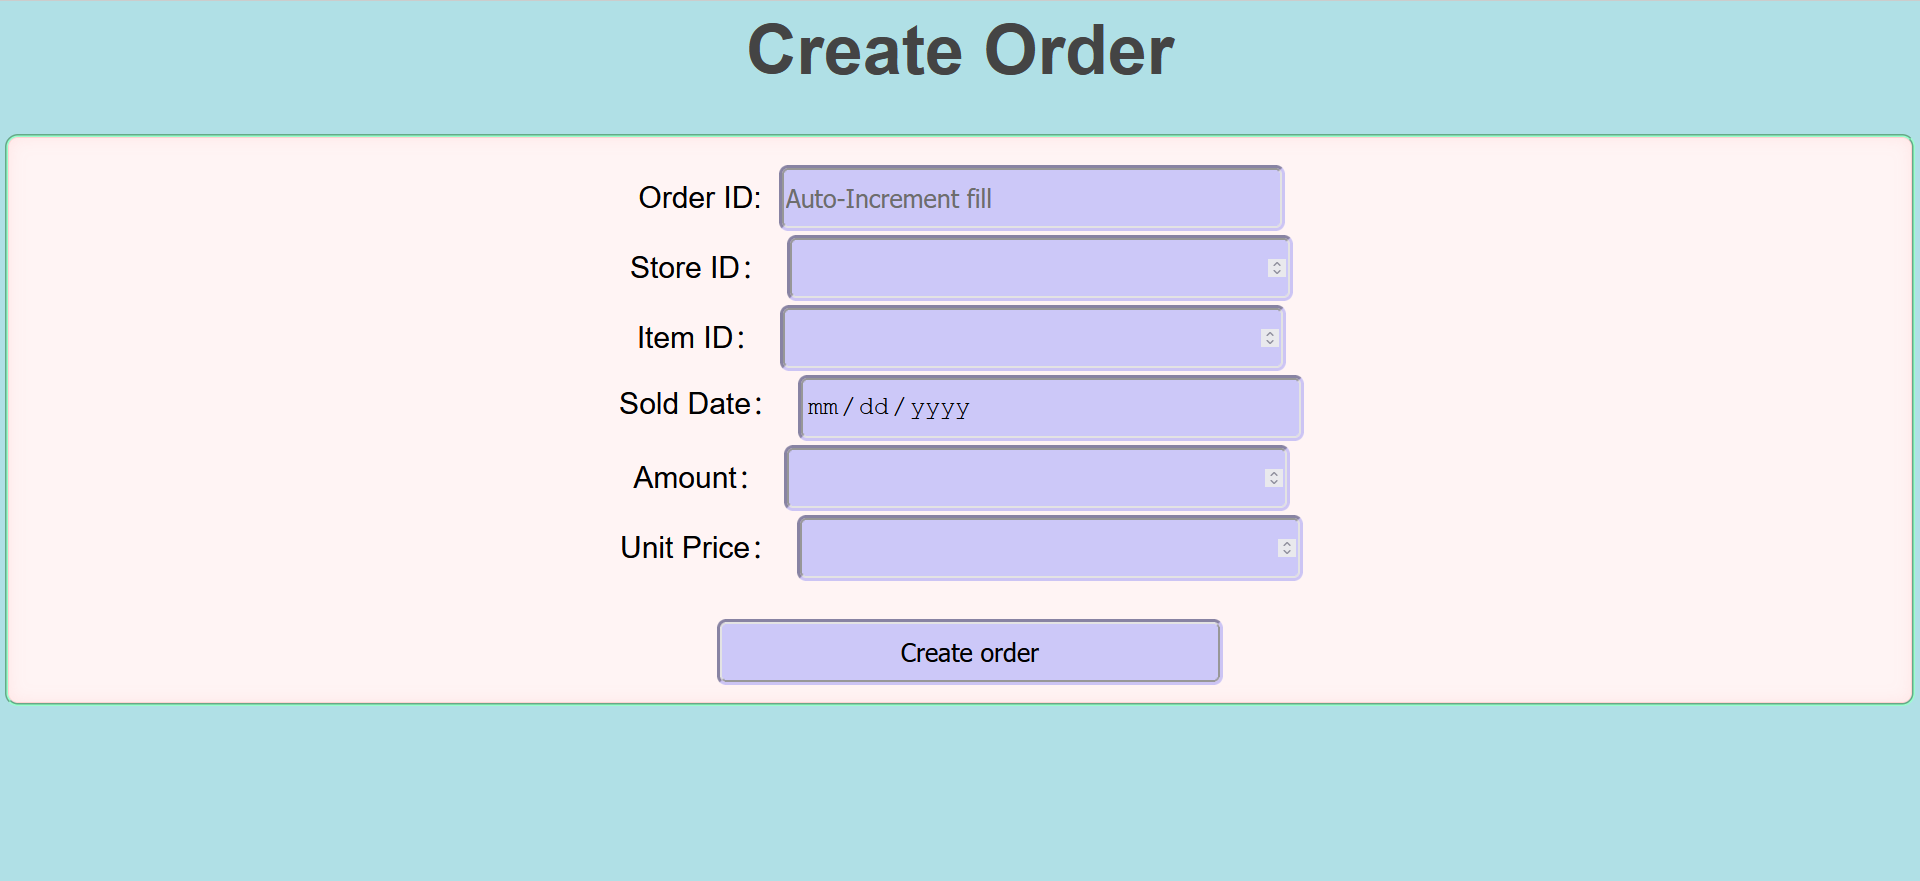 Create Order
Order ID: Auto-Increment fill
Store ID：
Item ID：
Sold Date： mm/dd/yyyy
Amount：
Unit Price：
Create order